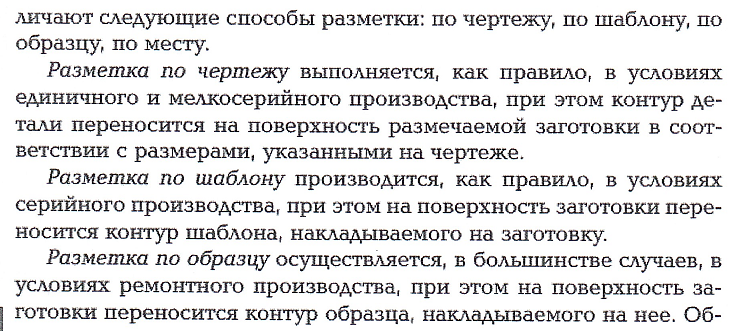 личают следующие способы разметки: по чертежу, по шаблону, по
образцу, по месту.
Разметка по чертежу выполняется, как правило, в условиях
единичного и мелкосерийного производства, при этом контур де-
тали переносится на поверхность размечаемой заготовки в соот-
ветствии с размерами, указанными на чертеже.
Разметка по шаблону производится, как правило, в условиях
серийного производства, при этом на поверхность заготовки пере-
носится контур шаблона, накладываемого на заготовку.
Разметка по образцу осуществляется, в большинстве случаев, в
условиях ремонтного производства, при этом на поверхность за-
готовки переносится контур образца, накладываемого на нее. Об-